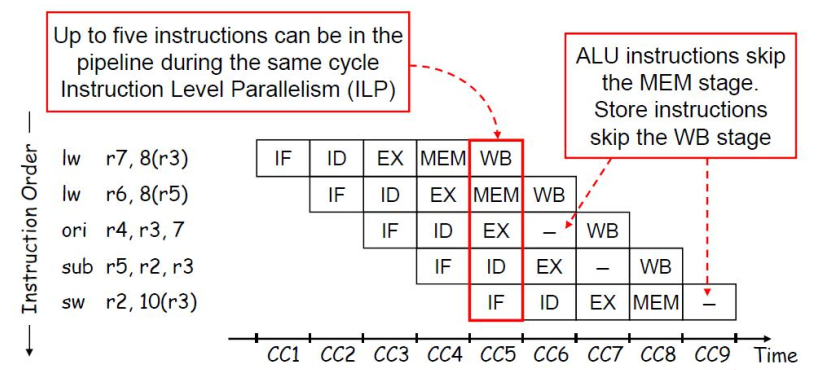 Up to five instructions can be in the
pipeline during the same cycle
Instruction Level Parallelism (ILP)
ALU instructions skip
the MEM stage.
Store instructions
skip the WB stage
Instruction Order
lw r7, 8(r3) IF ID EX MEM WB
lw r6, 8(r5) IF ID EX MEM WB
ori r4, r3, 7 IF ID EX – WB
sub r5, r2, r3 IF ID EX – WB
sw r2, 10(r3) IF ID EX MEM –
CC1 CC2 CC3 CC4 CC5 CC6 CC7 CC8 CC9 Time